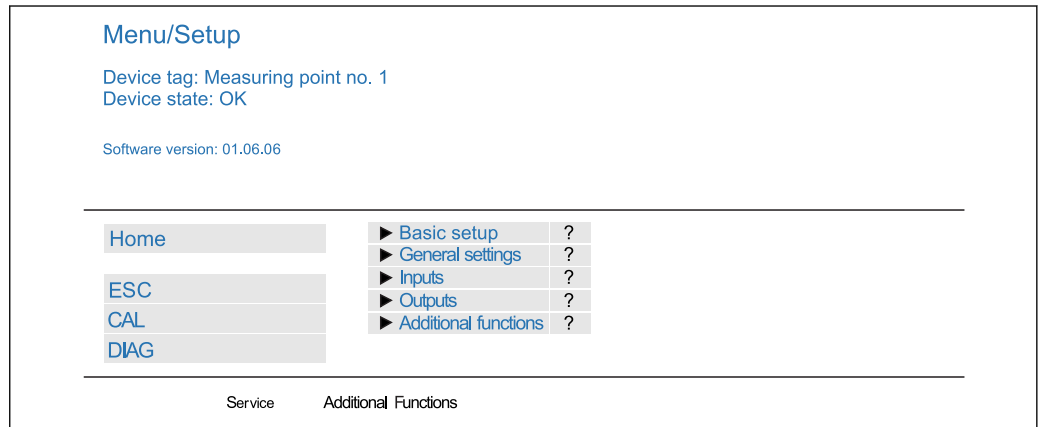 Menu/Setup
Device tag: Measuring point no. 1
Device state: OK
Software version: 01.06.06
Home
ESC
CAL
DIAG
► Basic setup ?
► General settings ?
► Inputs ?
► Outputs ?
► Additional functions ?
Service Additional Functions